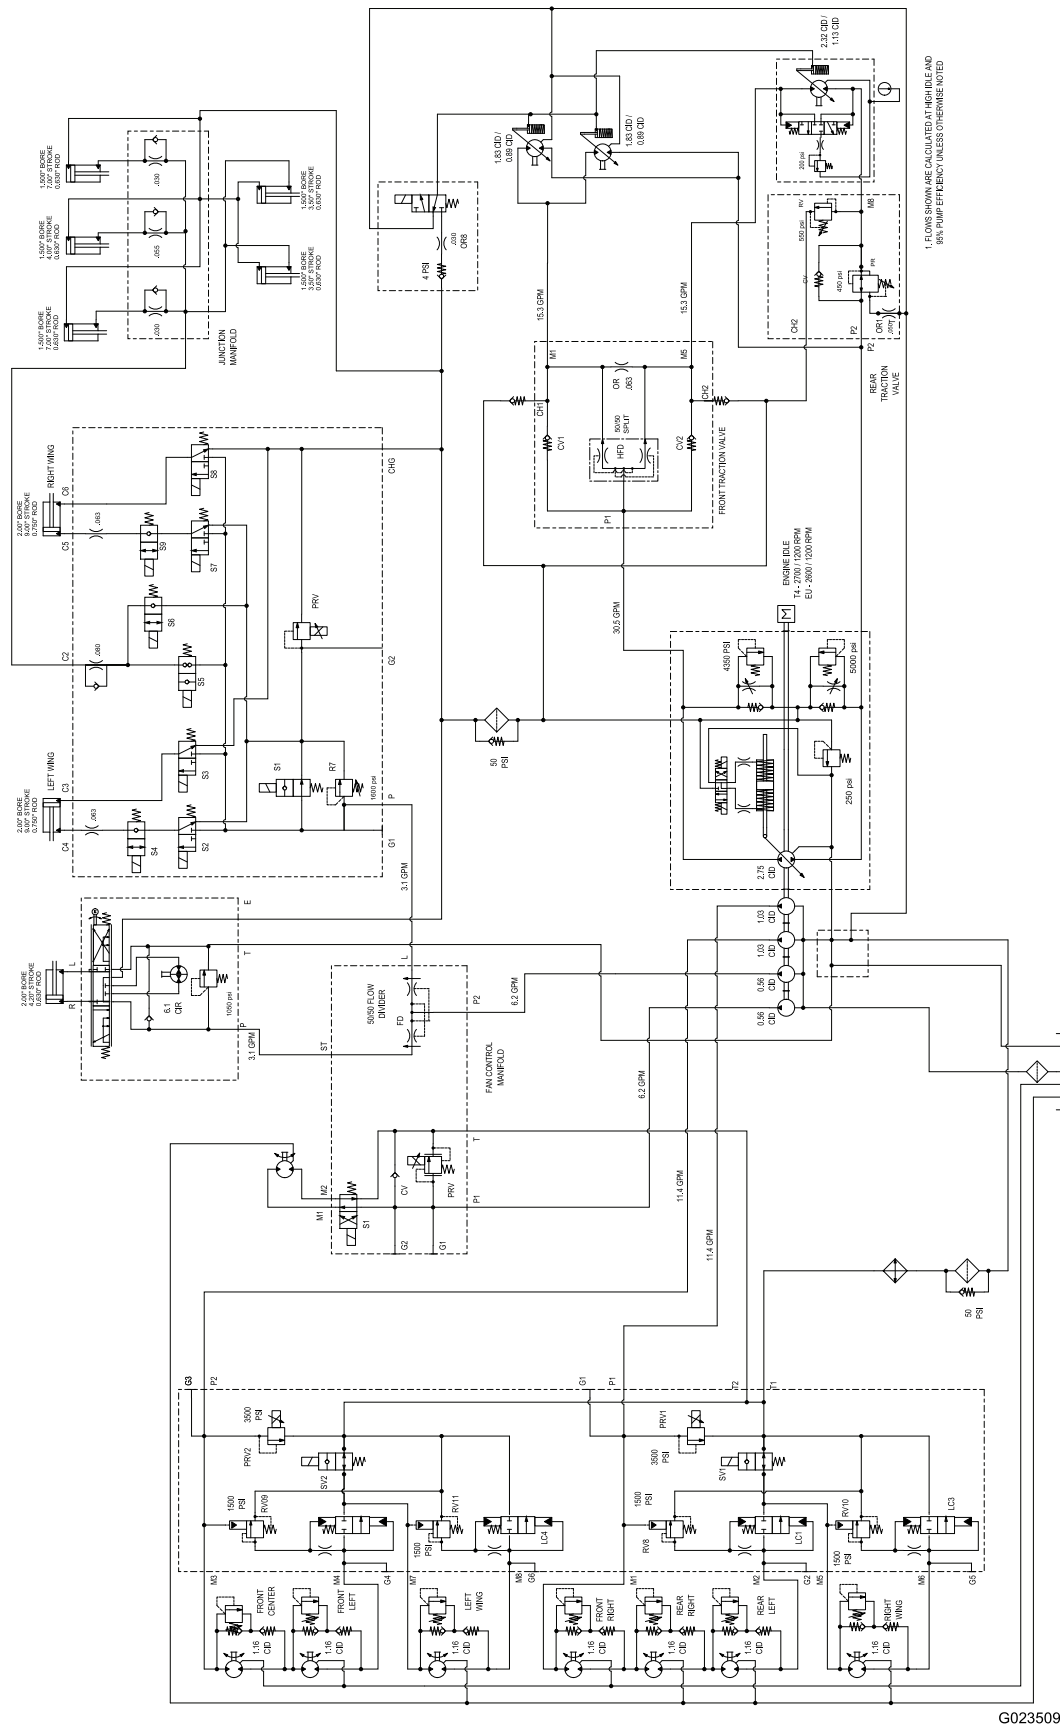 2.32 CID /
1.13 CID
1. FLOWS SHOWN ARE CALCULATED AT HIGH IDLE AND
95% PUMP EFFICIENCY UNLESS OTHERWISE NOTED
1.500" BORE
7.00" STROKE
0.630" ROD
1.500" BORE
4.00" STROKE
0.630" ROD
1.500" BORE
7.00" STROKE
0.630" ROD
1.500" BORE
3.50" STROKE
0.630" ROD
1.500" BORE
3.50" STROKE
0.630" ROD
.030
.055
.030
JUNCTION
MANIFOLD
1.83 CID /
0.89 CID
1.83 CID /
0.89 CID
200 psi
4 PSI
.030
OR8
15.3 GPM
15.3 GPM
RV
550 psi
M8
CV
450 psi
PR
CH2
P2
OR1
P2
REAR
TRACTION
VALVE
M1
M5
OR
.063
CH1
CH2
CV1
CV2
50/50
SPLIT
HFD
P1
FRONT TRACTION VALVE
2.00" BORE
9.00" STROKE
0.750" ROD
RIGHT WING
C6
C5
.063
S8
S9
S7
CHG
S6
PRV
C2
.080
S5
G2
LEFT WING
2.00" BORE
9.00" STROKE
0.750" ROD
C3
C4
.063
S3
S4
S2
S1
R7
1600 psi
P
G1
50
PSI
30.5 GPM
ENGINE IDLE
T4 - 2700 / 1200 RPM
EU - 2600 / 1200 RPM
4350 PSI
5000 psi
250 psi
2.75
CID
1.03
CID
1.03
CID
0.56
CID
0.56
CID
3.1 GPM
2.00" BORE
4.20" STROKE
0.630" ROD
L
R
E
T
P
6.1
CIR
1050 psi
3.1 GPM
ST
50/50 FLOW
DIVIDER
FD
L
P2
6.2 GPM
FAN CONTROL
MANIFOLD
6.2 GPM
M1
M2
S1
CV
PRV
T
P1
G2
G1
11.4 GPM
11.4 GPM
50
PSI
G3
P2
G1
P1
T2
T1
3500
PSI
PRV2
SV2
1500
PSI
RV09
RV11
1500
PSI
LC4
PRV1
3500
PSI
SV1
1500
PSI
RV8
LC1
RV10
1500
PSI
LC3
M3
M4
G4
M7
M8
G6
M1
M2
G2
M5
M6
G5
FRONT
CENTER
1.16
CID
FRONT
LEFT
1.16
CID
LEFT
WING
1.16
CID
FRONT
RIGHT
1.16
CID
REAR
RIGHT
1.16
CID
REAR
LEFT
1.16
CID
RIGHT
WING
1.16
CID
G023509